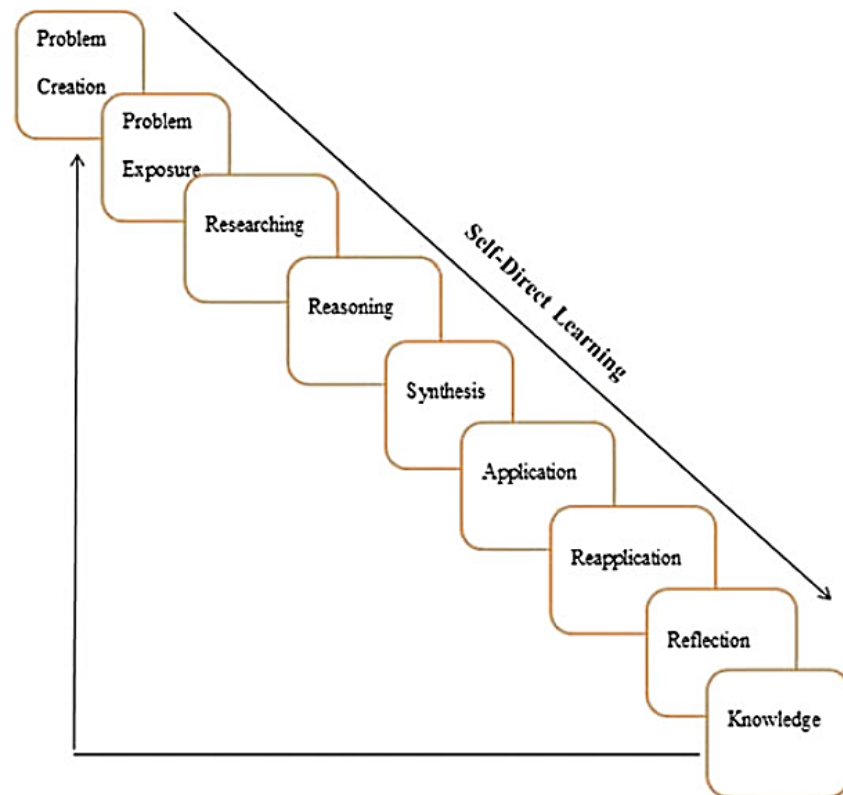 Problem
Creation
Problem
Exposure
Researching
Self-Direct Learning
Reasoning
Synthesis
Application
Reapplication
Reflection
Knowledge